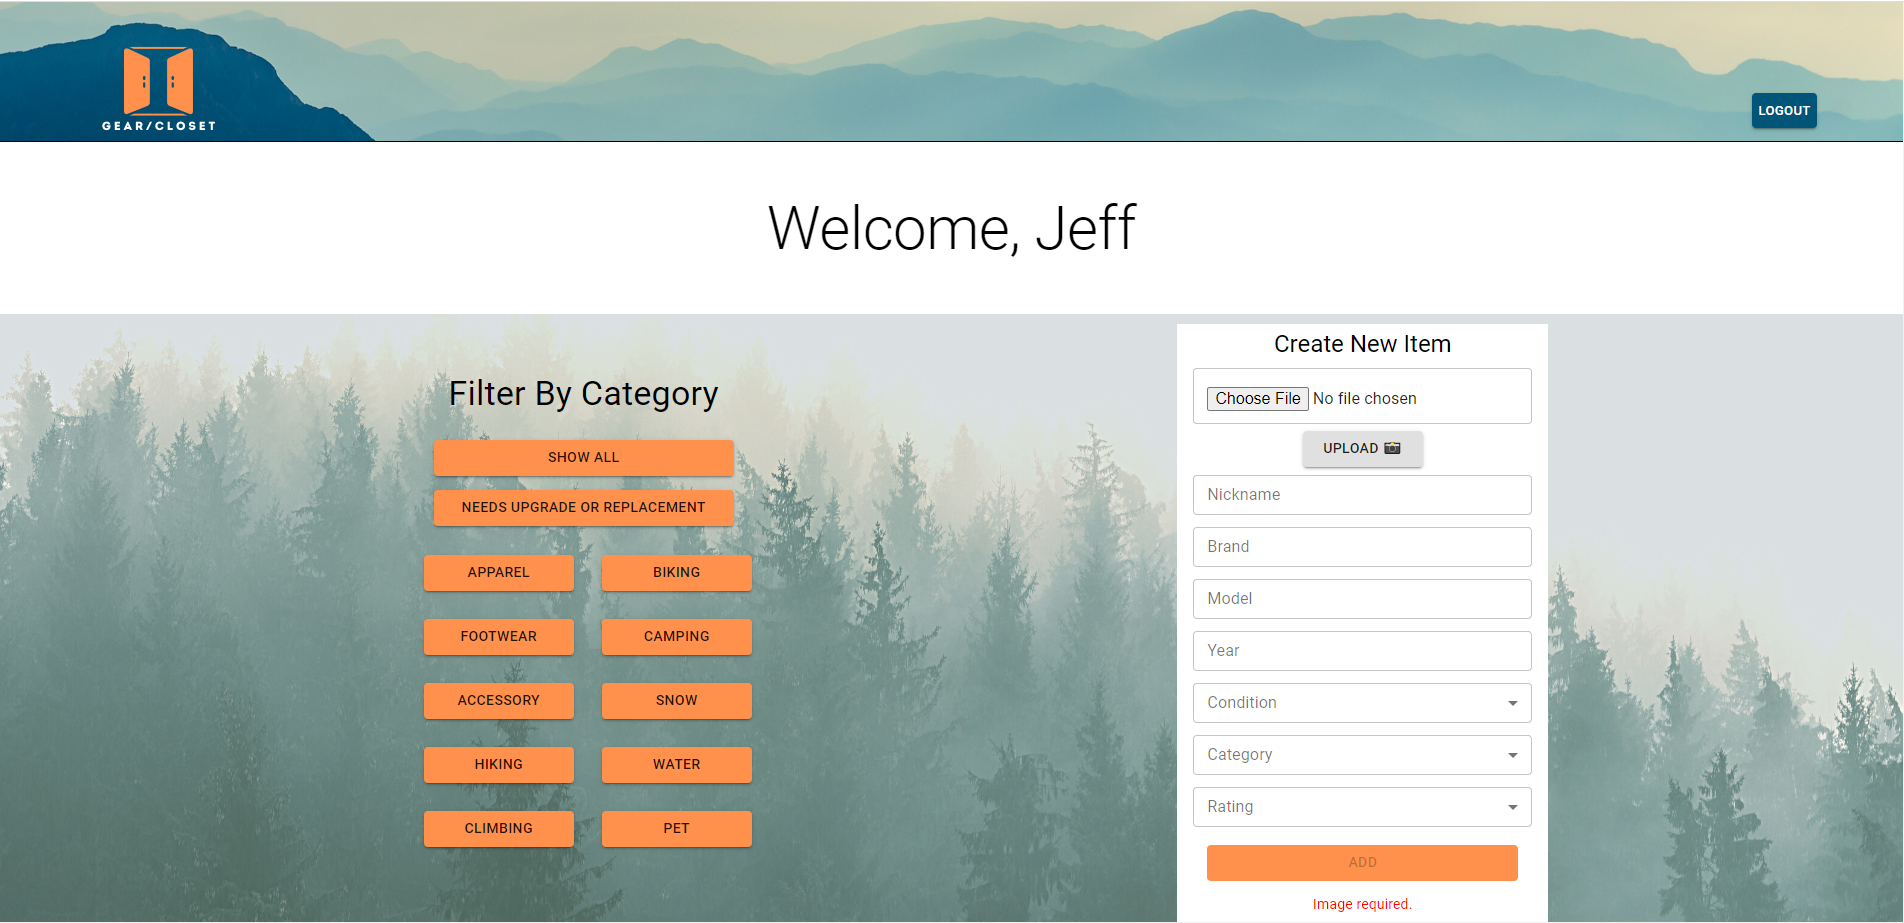 GEAR/CLOSET
LOGOUT
Welcome, Jeff
Filter By Category
SHOW ALL
NEEDS UPGRADE OR REPLACEMENT
APPAREL
BIKING
FOOTWEAR
CAMPING
ACCESSORY
SNOW
HIKING
WATER
CLIMBING
PET
Create New Item
Choose File No file chosen
UPLOAD 📸
Nickname
Brand
Model
Year
Condition
Category
Rating
ADD
Image required.